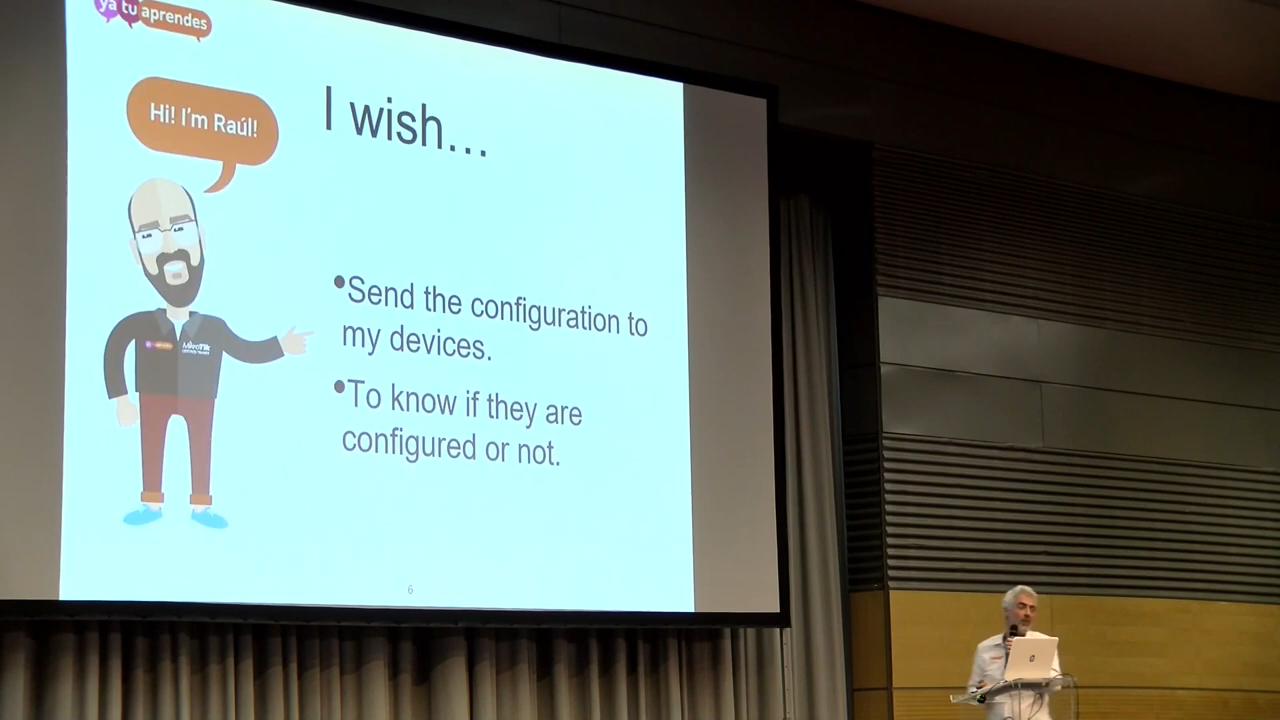 ya tu aprendes
Hi! I'm Raúl!
I wish...
•Send the configuration to
my devices.
•To know if they are
configured or not.
MikroTik
6